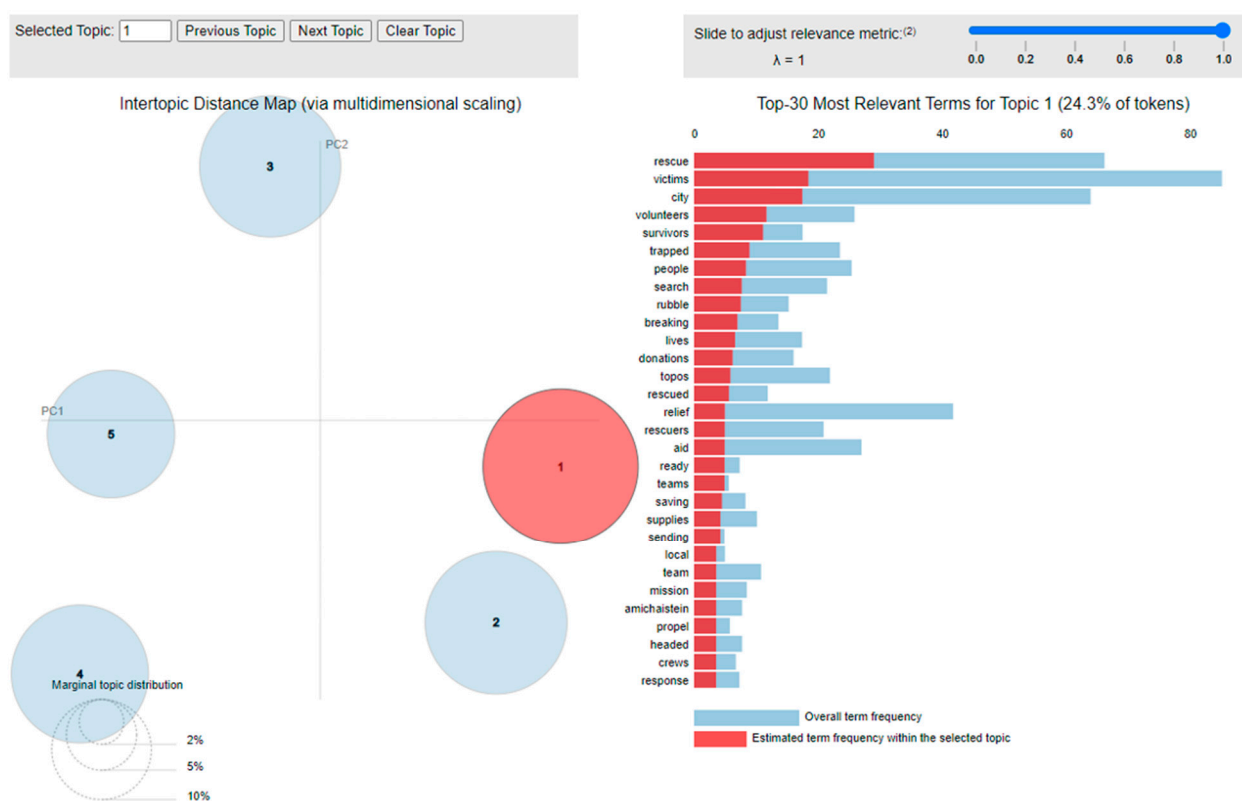 Selected Topic: 1 Previous Topic Next Topic Clear Topic
Slide to adjust relevance metric:(2)
λ = 1
0.0 0.2 0.4 0.6 0.8 1.0
Intertopic Distance Map (via multidimensional scaling)
PC2
PC1
3
5
1
2
4
Marginal topic distribution
2%
5%
10%
Top-30 Most Relevant Terms for Topic 1 (24.3% of tokens)
0 20 40 60 80
rescue
victims
city
volunteers
survivors
trapped
people
search
rubble
breaking
lives
donations
topos
rescued
relief
rescuers
aid
ready
teams
saving
supplies
sending
local
team
mission
amichaistein
propel
headed
crews
response
Overall term frequency
Estimated term frequency within the selected topic